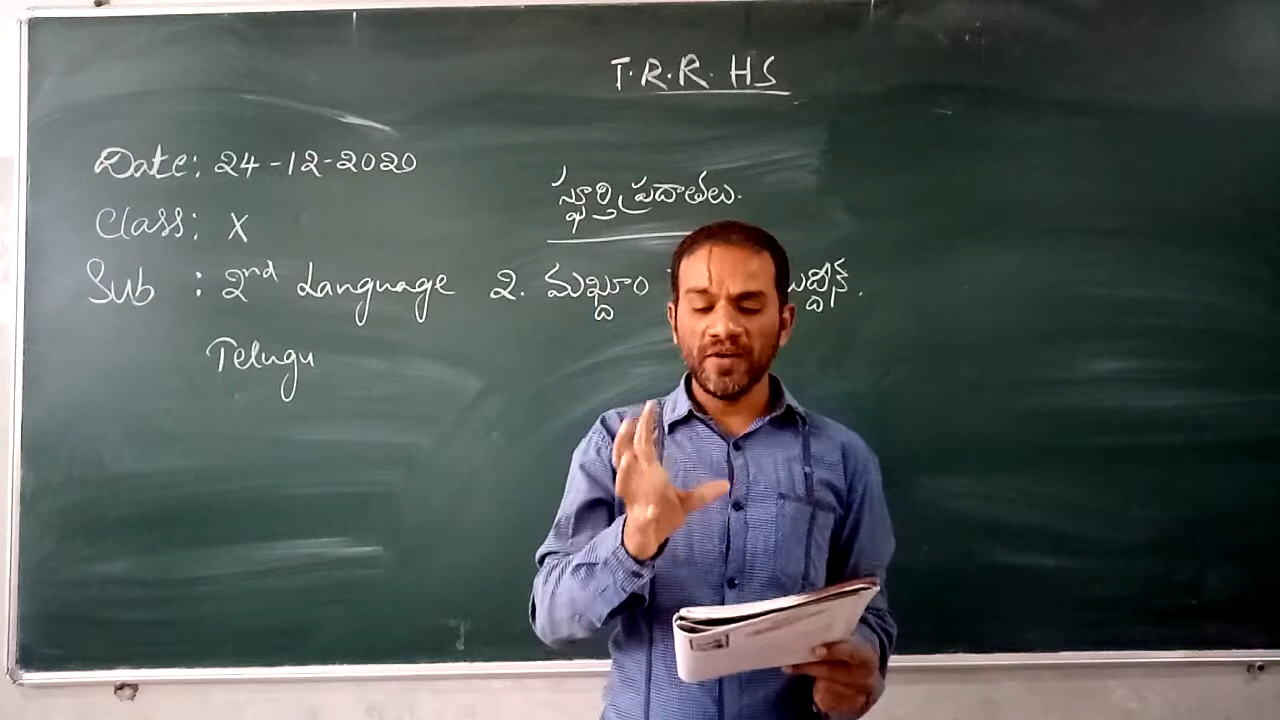 T.R.R. HS
Date: 24-12-2020
Class: X
Sub : 2nd Language
Telugu
స్ఫూర్తి ప్రదాతలు.
2. మఖ్దూం